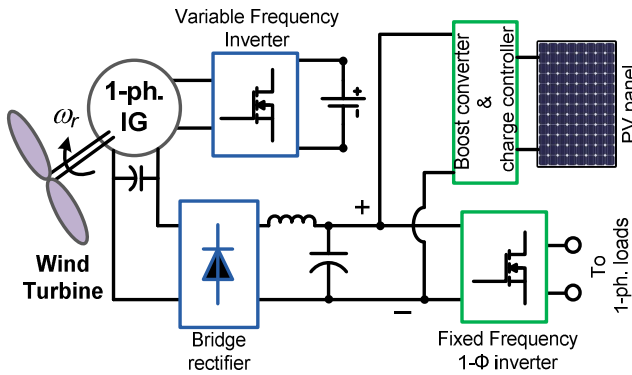 Variable Frequency
Inverter
1-ph.
IG
ωr
+
-
Boost converter
&
charge controller
PV panel
Wind
Turbine
+
−
Bridge
rectifier
Fixed Frequency
1-Φ inverter
To
1-ph. loads